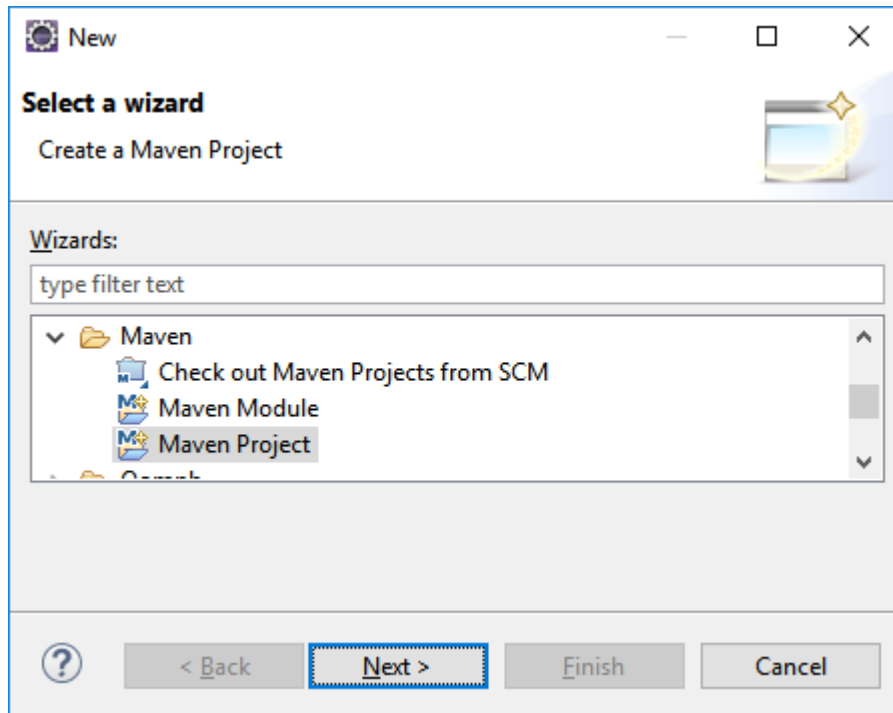 New
Select a wizard
Create a Maven Project
Wizards:
type filter text
Maven
Check out Maven Projects from SCM
Maven Module
Maven Project
< Back
Next >
Finish
Cancel